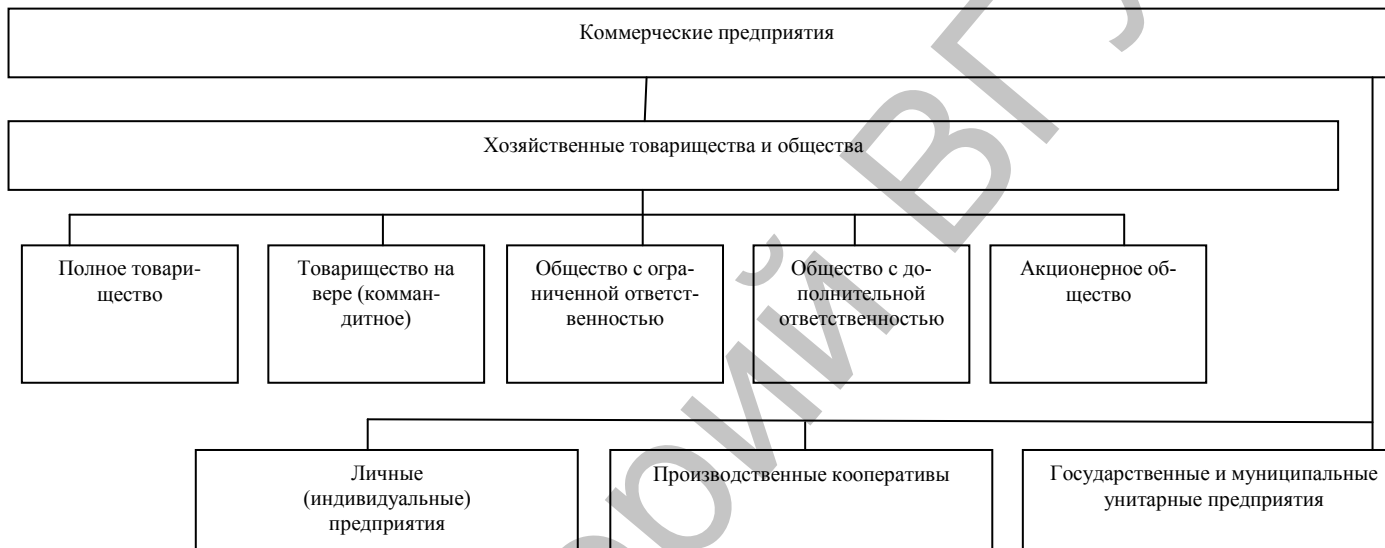 Коммерческие предприятия
Хозяйственные товарищества и общества
Полное товари-
щество
Товарищество на
вере (комман-
дитное)
Общество с огра-
ниченной ответст-
венностью
Общество с до-
полнительной
ответственностью
Акционерное об-
щество
Личные
(индивидуальные)
предприятия
Производственные кооперативы
Государственные и муниципальные
унитарные предприятия